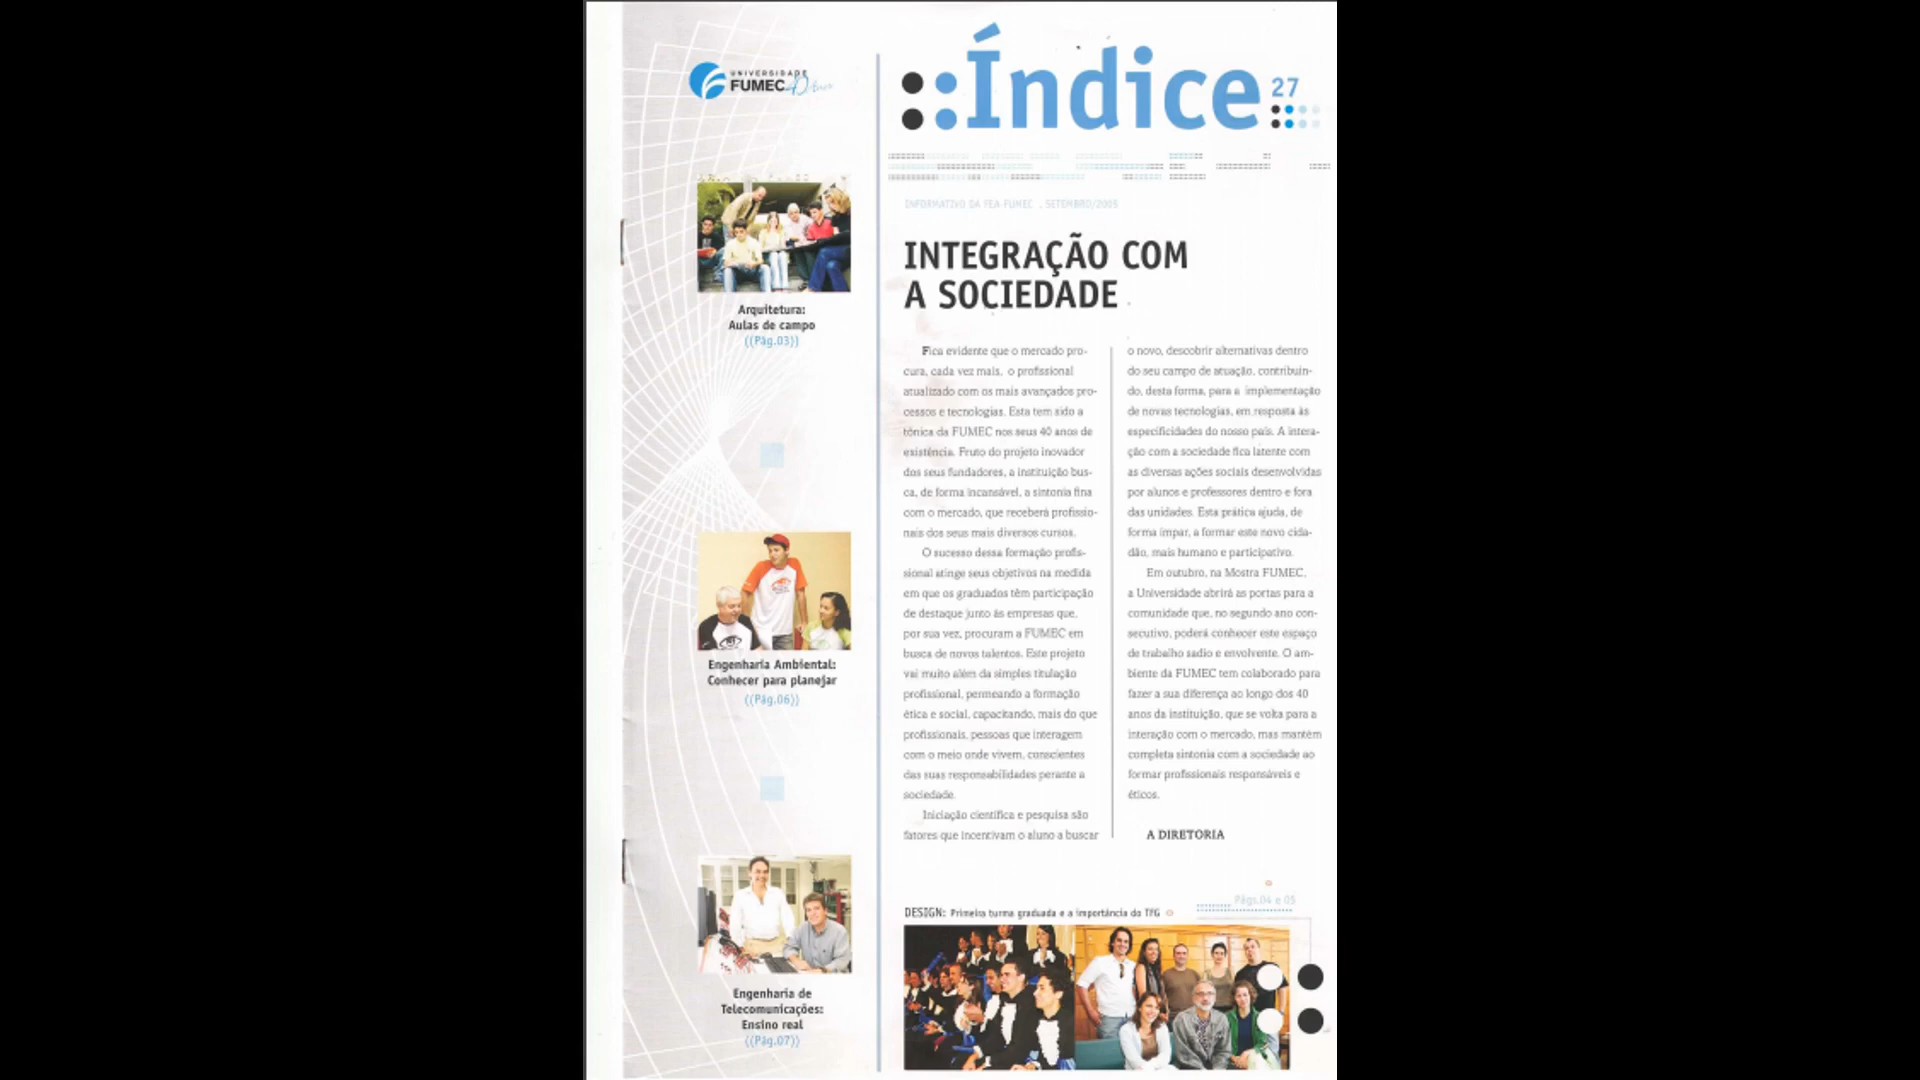 UNIVERSIDADE
FUMEC 40 Anos
Índice 27
INFORMATIVO DA FEA-FUMEC . SETEMBRO/2005
INTEGRAÇÃO COM
A SOCIEDADE
Arquitetura:
Aulas de campo
((Pág.03))
Engenharia Ambiental:
Conhecer para planejar
((Pág.06))
Engenharia de
Telecomunicações:
Ensino real
((Pág.07))
Fica evidente que o mercado pro-
cura, cada vez mais, o profissional
atualizado com os mais avançados pro-
cessos e tecnologias. Esta tem sido a
tônica da FUMEC nos seus 40 anos de
existência. Fruto do projeto inovador
dos seus fundadores, a instituição bus-
ca, de forma incansável, a sintonia fina
com o mercado, que receberá profissio-
nais dos seus mais diversos cursos.
O sucesso dessa formação profis-
sional atinge seus objetivos na medida
em que os graduados têm participação
de destaque junto às empresas que,
por sua vez, procuram a FUMEC em
busca de novos talentos. Este projeto
vai muito além da simples titulação
profissional, permeando a formação
ética e social, capacitando, mais do que
profissionais, pessoas que interagem
com o meio onde vivem, conscientes
das suas responsabilidades perante a
sociedade.
Iniciação científica e pesquisa são
fatores que incentivam o aluno a buscar
o novo, descobrir alternativas dentro
do seu campo de atuação, contribuin-
do, desta forma, para a implementação
de novas tecnologias, em resposta às
especificidades do nosso país. A intera-
ção com a sociedade fica latente com
as diversas ações sociais desenvolvidas
por alunos e professores dentro e fora
das unidades. Esta prática ajuda, de
forma ímpar, a formar este novo cida-
dão, mais humano e participativo.
Em outubro, na Mostra FUMEC,
a Universidade abrirá as portas para a
comunidade que, no segundo ano con-
secutivo, poderá conhecer este espaço
de trabalho sadio e envolvente. O am-
biente da FUMEC tem colaborado para
fazer a sua diferença ao longo dos 40
anos da instituição, que se volta para a
interação com o mercado, mas mantém
completa sintonia com a sociedade ao
formar profissionais responsáveis e
éticos.
A DIRETORIA
Págs.04 e 05
DESIGN: Primeira turma graduada e a importância do TFG